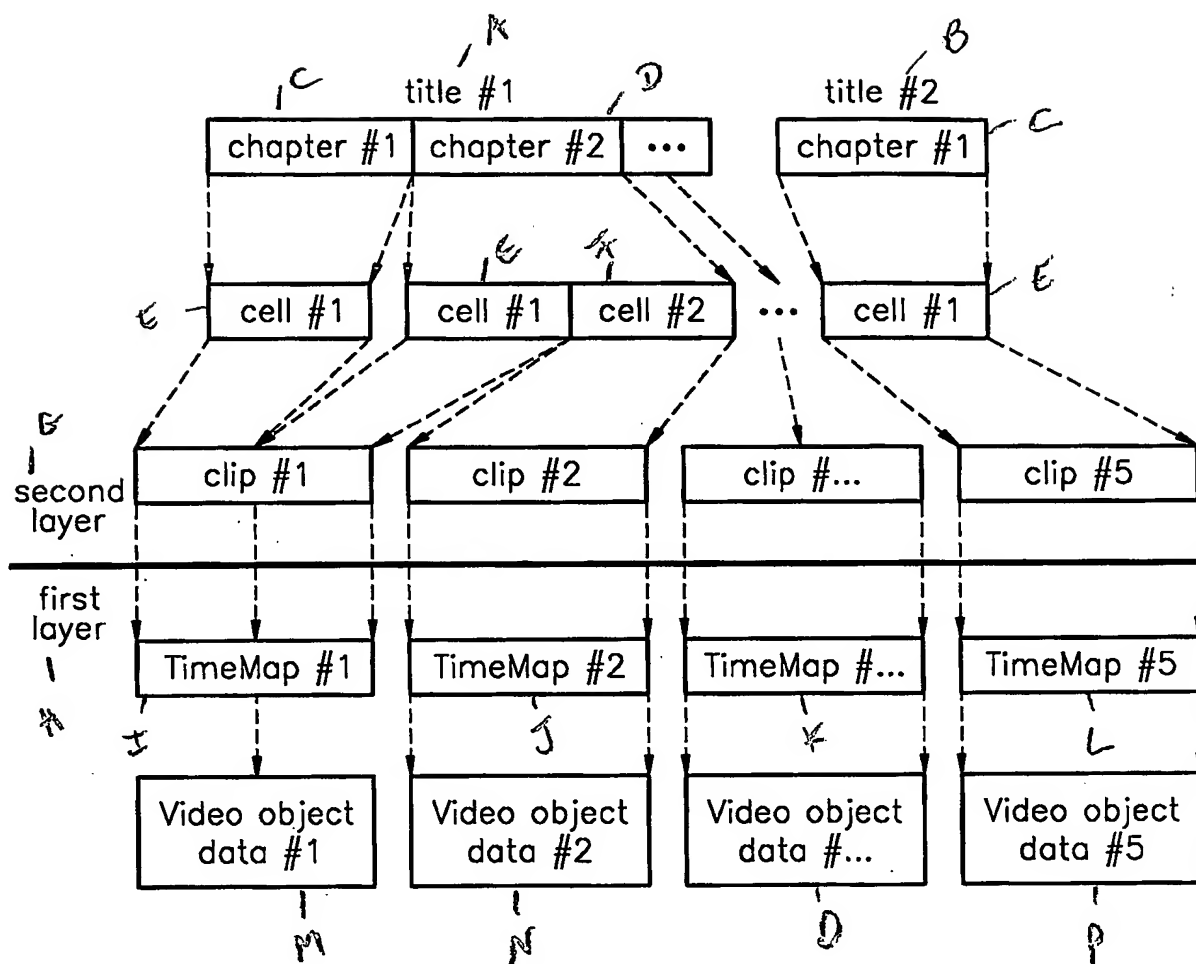 A
B
C
title #1
D
title #2
chapter #1
chapter #2
...
chapter #1
C
E
E
cell #1
cell #1
cell #2
...
cell #1
E
second
layer
clip #1
clip #2
clip #...
clip #5
first
layer
TimeMap #1
TimeMap #2
TimeMap #...
TimeMap #5
I
J
K
L
Video object
data #1
Video object
data #2
Video object
data #...
Video object
data #5
M
N
P